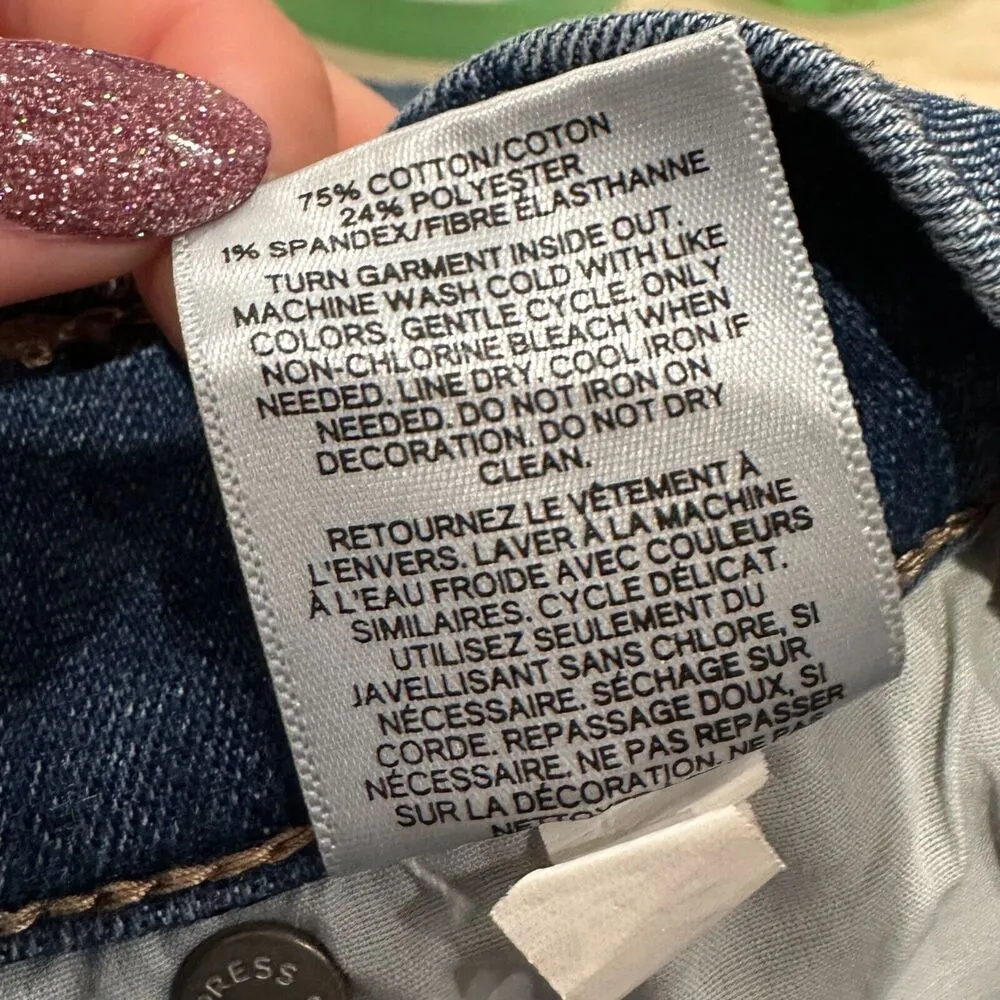 75% COTTON/COTON
24% POLYESTER
1% SPANDEX/FIBRE ÉLASTHANNE
TURN GARMENT INSIDE OUT.
MACHINE WASH COLD WITH LIKE
COLORS. GENTLE CYCLE. ONLY
NON-CHLORINE BLEACH WHEN
NEEDED. LINE DRY. COOL IRON IF
NEEDED. DO NOT IRON ON
DECORATION. DO NOT DRY
CLEAN.
RETOURNEZ LE VÊTEMENT À
L'ENVERS. LAVER À LA MACHINE
À L'EAU FROIDE AVEC COULEURS
SIMILAIRES. CYCLE DÉLICAT.
UTILISEZ SEULEMENT DU
JAVELLISANT SANS CHLORE, SI
NÉCESSAIRE. SÉCHAGE SUR
CORDE. REPASSAGE DOUX, SI
NÉCESSAIRE. NE PAS REPASSER
SUR LA DÉCORATION. NE